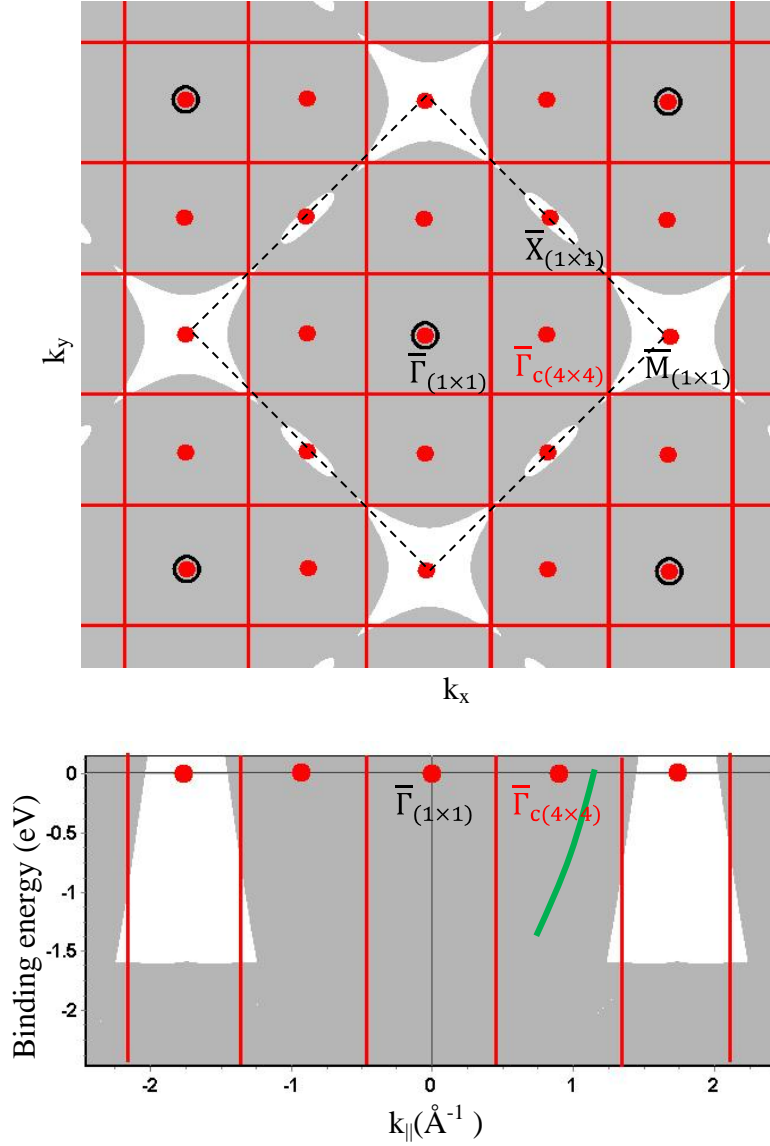 X̅(1×1)
k_y
Γ̅(1×1) Γ̅c(4×4) M̅(1×1)
k_x
Binding energy (eV)
0
Γ̅(1×1) Γ̅c(4×4)
-0.5
-1
-1.5
-2
-2 -1 0 1 2
k_||(Å⁻¹ )